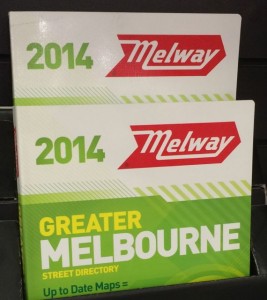 2014 Melway
2014 Melway
GREATER
MELBOURNE
STREET DIRECTORY
Up to Date Maps =